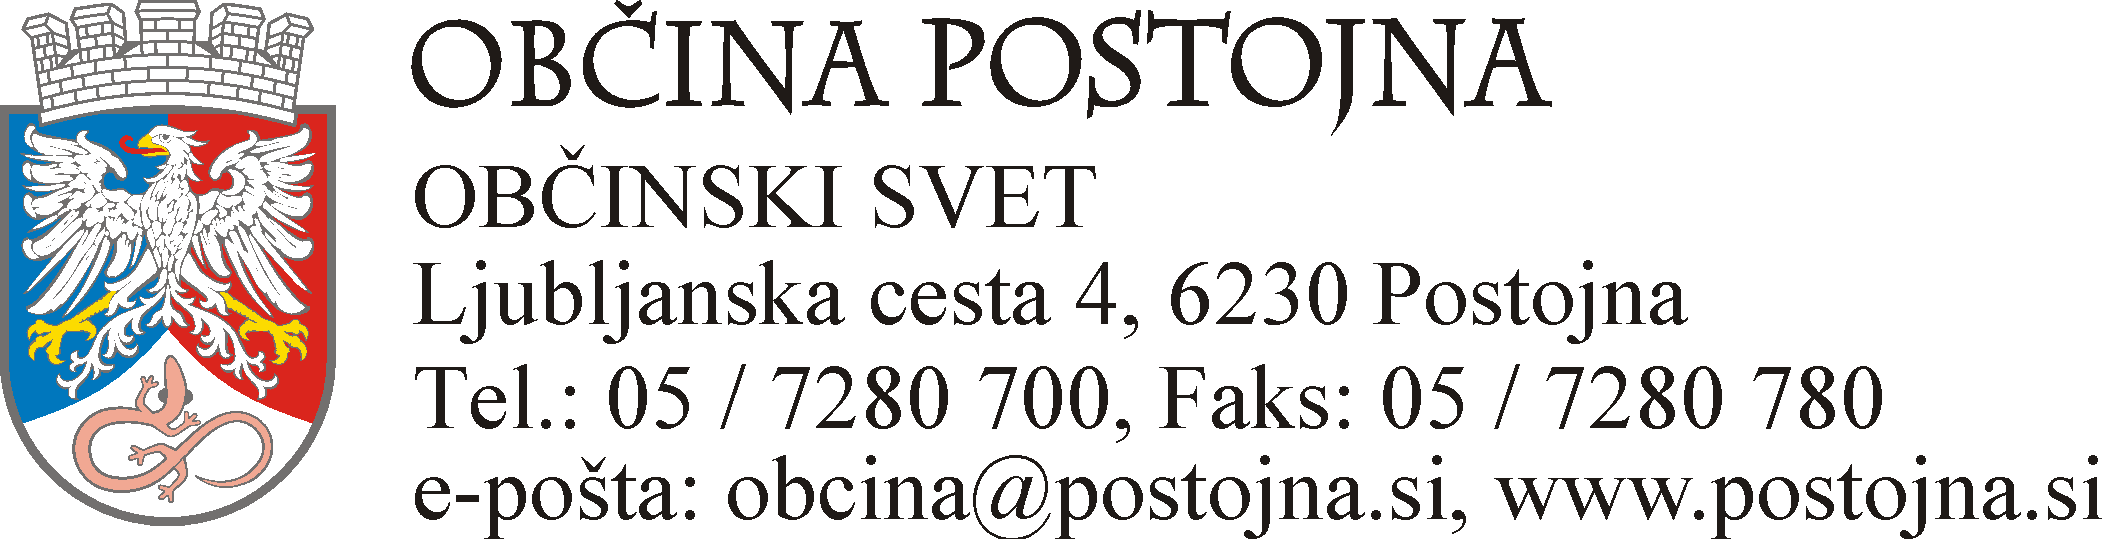 OBČINA POSTOJNA
OBČINSKI SVET
Ljubljanska cesta 4, 6230 Postojna
Tel.: 05 / 7280 700, Faks: 05 / 7280 780
e-pošta: obcina@postojna.si, www.postojna.si